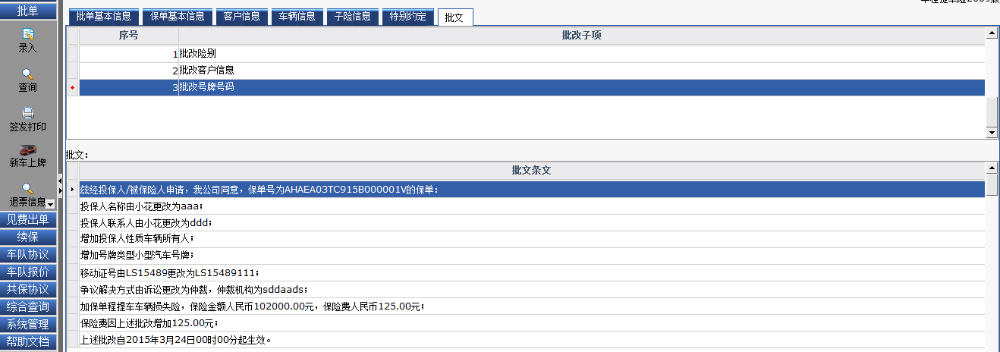 批单
录入
查询
签发打印
新车上牌
退票信息
见费出单
续保
车队协议
车队报价
共保协议
综合查询
系统管理
帮助文档
批单基本信息 保单基本信息 客户信息 车辆信息 子险信息 特别约定 批文
序号 批改子项
1 批改险别
2 批改客户信息
3 批改号牌号码
批文:
批文条文
兹经投保人/被保险人申请，我公司同意，保单号为AHAEA03TC915B000001V的保单:
投保人名称由小花更改为aaa;
投保人联系人由小花更改为ddd;
增加投保人性质车辆所有人;
增加号牌类型小型汽车号牌;
移动证号由LS15489更改为LS15489111;
争议解决方式由诉讼更改为仲裁，仲裁机构为sddaads;
加保单程提车车辆损失险，保险金额人民币102000.00元，保险费人民币125.00元;
保险费因上述批改增加125.00元;
上述批改自2015年3月24日00时00分起生效。